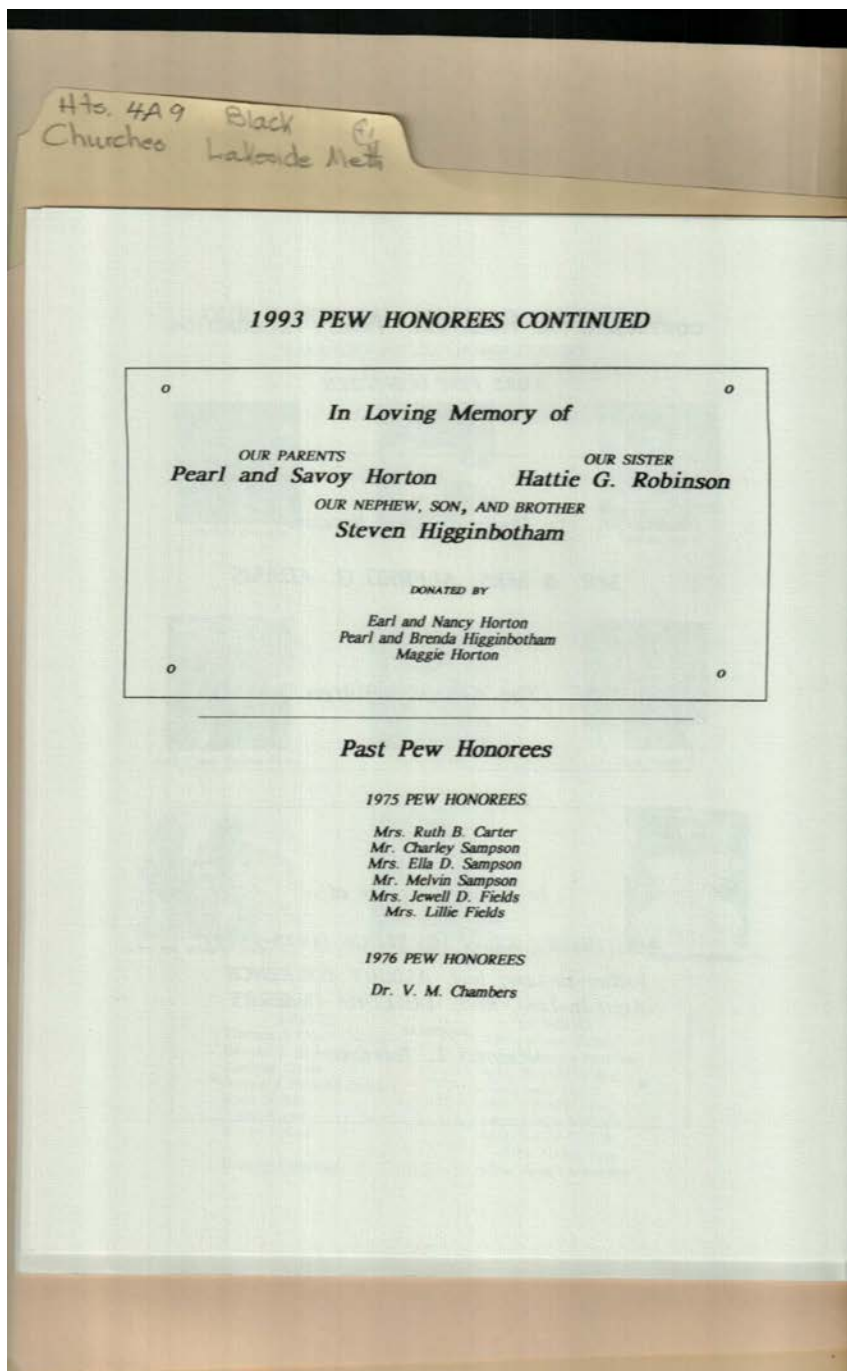 Hts. 4A9 Black
Churches Lakeside Meth
1993 PEW HONOREES CONTINUED
o o
In Loving Memory of
OUR PARENTS OUR SISTER
Pearl and Savoy Horton Hattie G. Robinson
OUR NEPHEW, SON, AND BROTHER
Steven Higginbotham
DONATED BY
Earl and Nancy Horton
Pearl and Brenda Higginbotham
Maggie Horton
o o
Past Pew Honorees
1975 PEW HONOREES
Mrs. Ruth B. Carter
Mr. Charley Sampson
Mrs. Ella D. Sampson
Mr. Melvin Sampson
Mrs. Jewell D. Fields
Mrs. Lillie Fields
1976 PEW HONOREES
Dr. V. M. Chambers